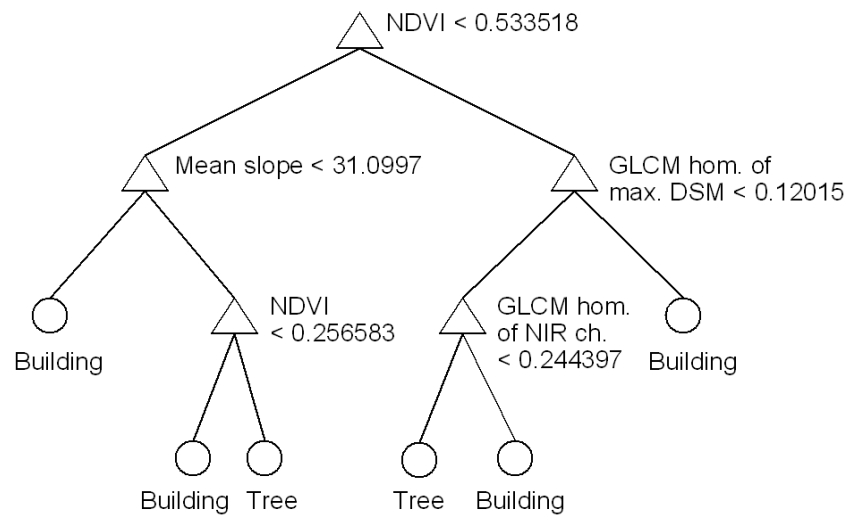 NDVI < 0.533518
Mean slope < 31.0997
GLCM hom. of
max. DSM < 0.12015
NDVI
< 0.256583
GLCM hom.
of NIR ch.
< 0.244397
Building
Building
Building
Tree
Tree
Building